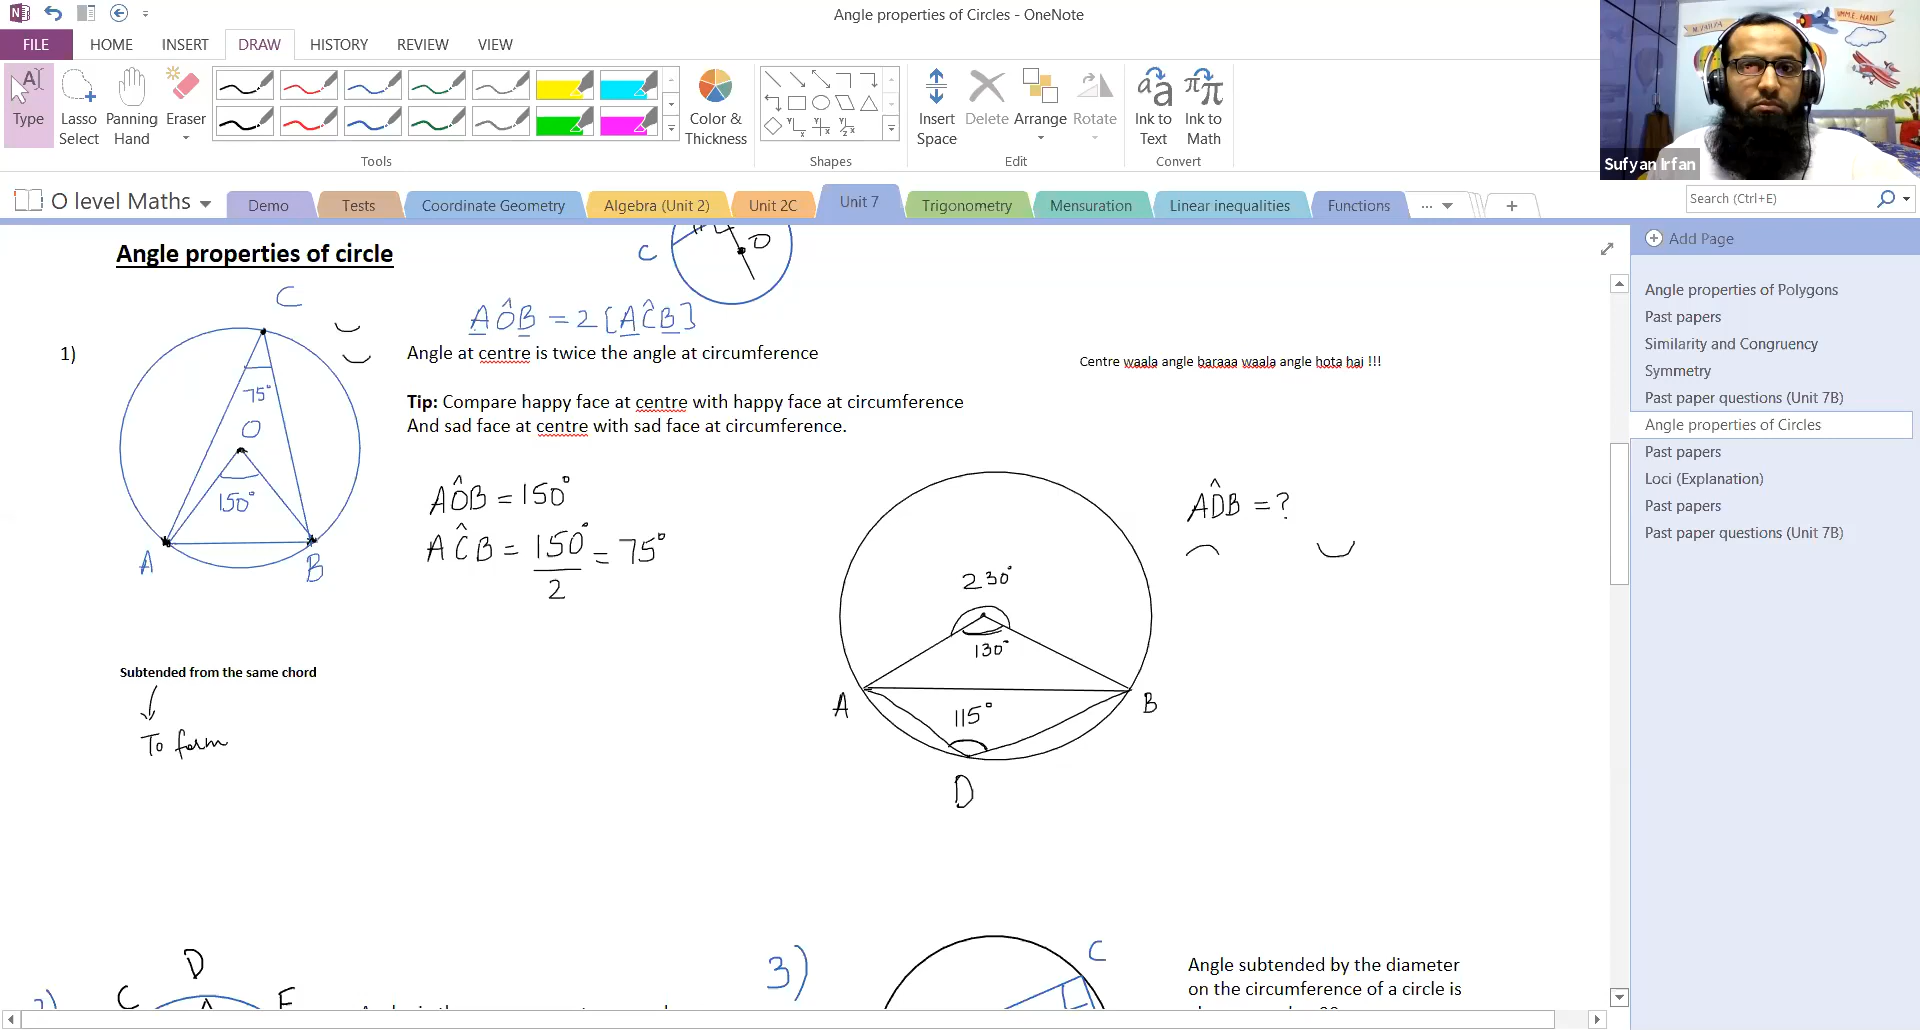 Angle properties of Circles - OneNote
FILE HOME INSERT DRAW HISTORY REVIEW VIEW
Type
Lasso Select
Panning Hand
Eraser
Color & Thickness
Insert Space
Delete
Arrange
Rotate
Ink to Text
Ink to Math
Tools
Shapes
Edit
Convert
Sufyan Irfan
O level Maths
Demo
Tests
Coordinate Geometry
Algebra (Unit 2)
Unit 2C
Unit 7
Trigonometry
Mensuration
Linear inequalities
Functions
Search (Ctrl+E)
Add Page
Angle properties of Polygons
Past papers
Similarity and Congruency
Symmetry
Past paper questions (Unit 7B)
Angle properties of Circles
Past papers
Loci (Explanation)
Past papers
Past paper questions (Unit 7B)
Angle properties of circle
C
D
1)
C
75°
O
150°
A
B
AÔB = 2 [AĈB]
Angle at centre is twice the angle at circumference
Centre waala angle baraaa waala angle hota hai !!!
Tip: Compare happy face at centre with happy face at circumference
And sad face at centre with sad face at circumference.
AÔB = 150°
AĈB = 150°/2 = 75°
AD̂B = ?
230°
130°
A
B
115°
D
Subtended from the same chord
To form
D
C
3)
C
Angle subtended by the diameter
on the circumference of a circle is